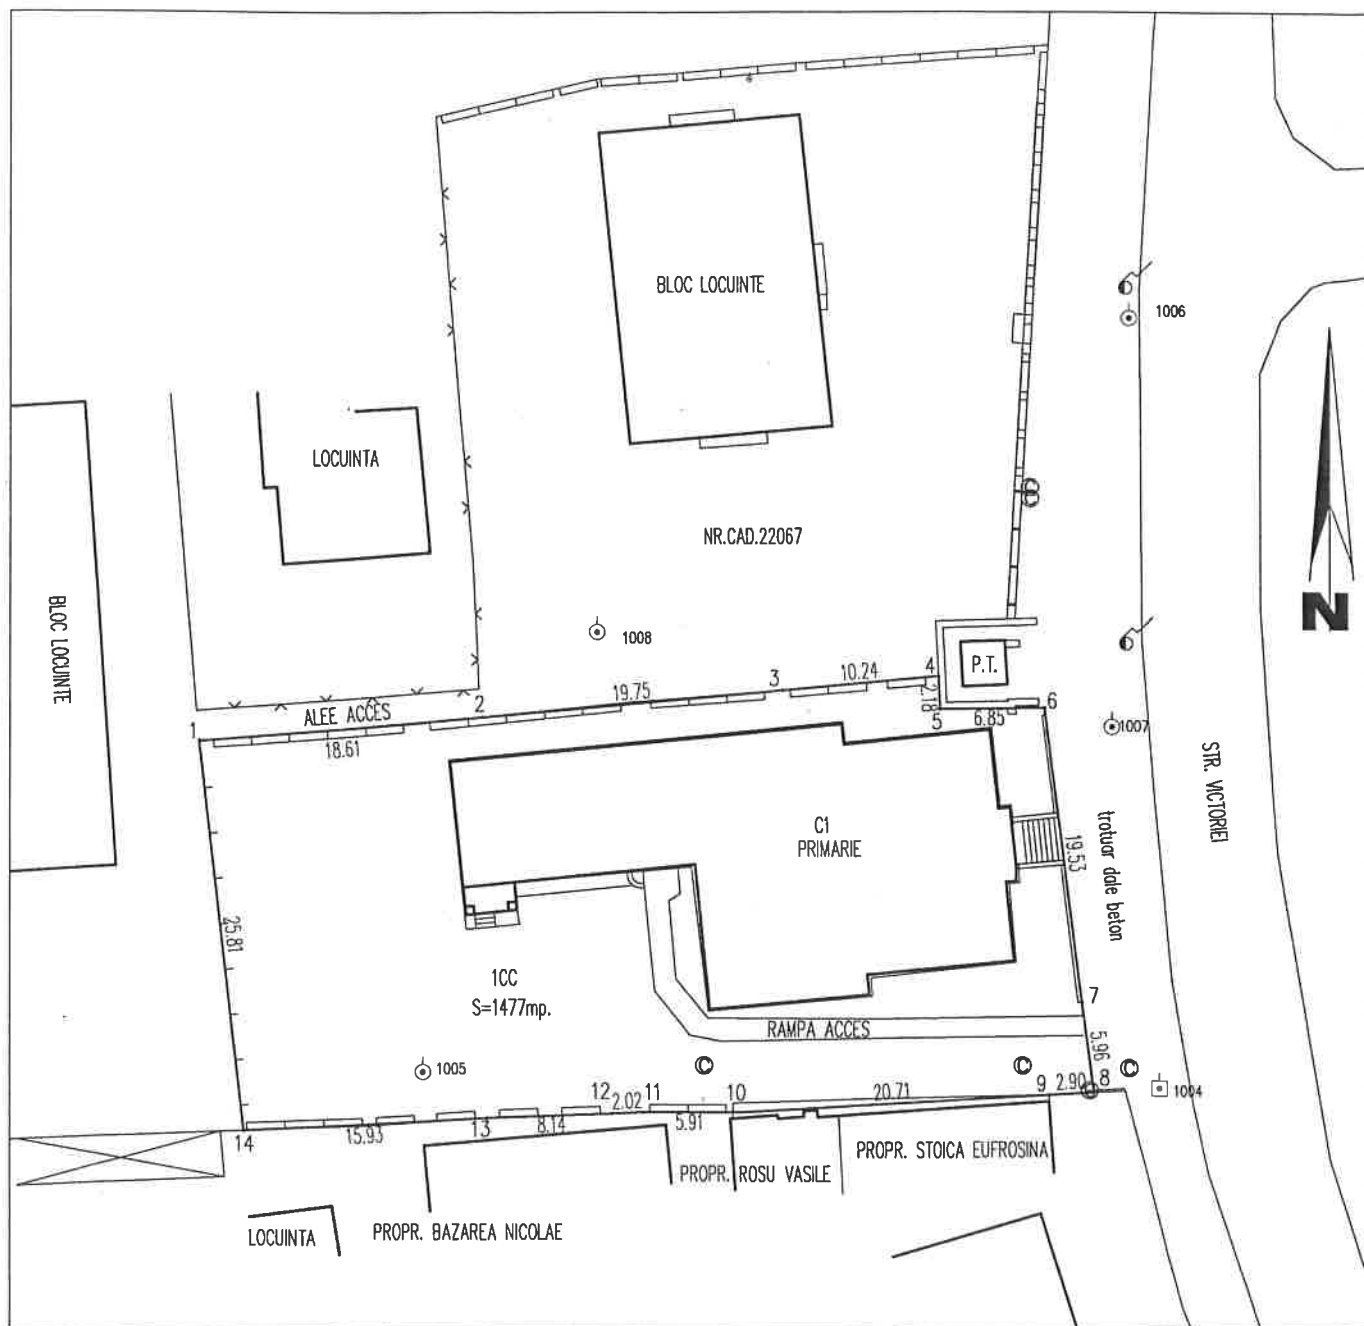 BLOC LOCUINTE
1006
LOCUINTA
NR.CAD.22067
BLOC LOCUINTE
1008
N
P.T.
4
10.24
3
19.75
2
2.18
5
6.85
6
1007
ALEE ACCES
1
18.61
STR. VICTORIEI
C1
PRIMARIE
19.53
trotuar dale beton
25.81
1CC
S=1477mp.
7
RAMPA ACCES
5.96
1005
C
C
C
12
2.02
11
10
20.71
9
2.90
8
1004
14
15.93
13
8.14
5.91
PROPR. STOICA EUFROSINA
PROPR. ROSU VASILE
LOCUINTA
PROPR. BAZAREA NICOLAE